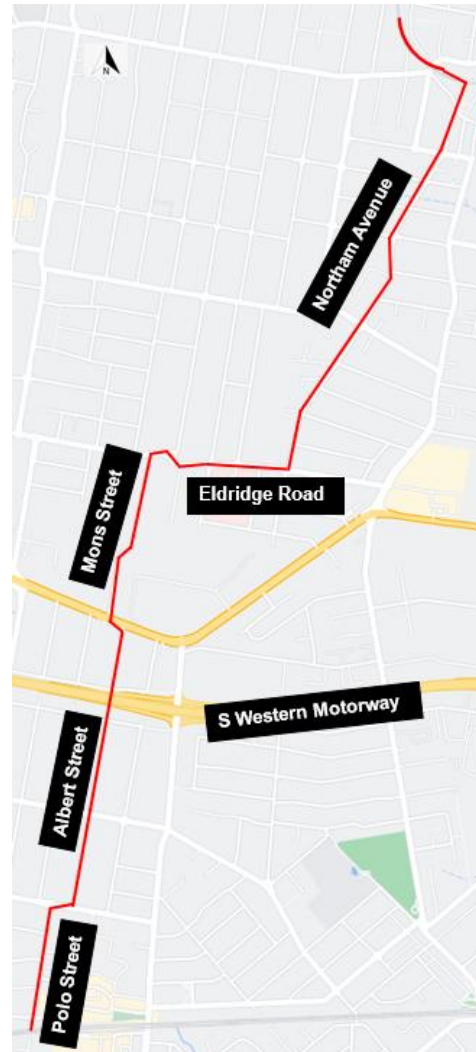 N
Northam Avenue
Eldridge Road
Mons Street
S Western Motorway
Albert Street
Polo Street